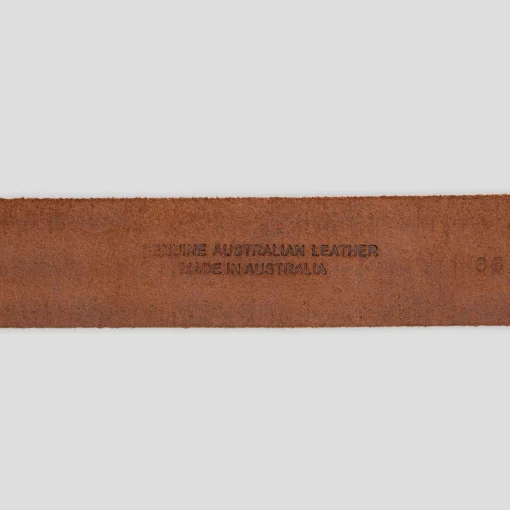 GENUINE AUSTRALIAN LEATHER
MADE IN AUSTRALIA